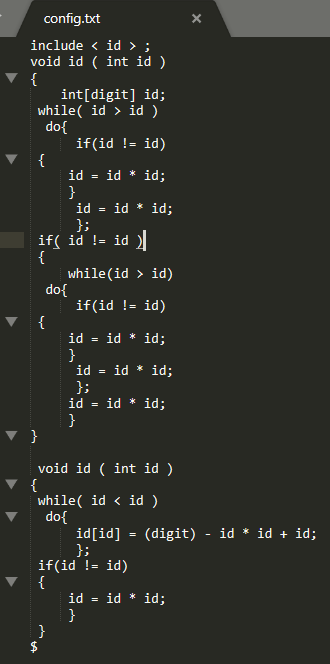 config.txt ×
include < id > ;
void id ( int id )
{
int[digit] id;
while( id > id )
do{
if(id != id)
{
id = id * id;
}
id = id * id;
};
if( id != id )
{
while(id > id)
do{
if(id != id)
{
id = id * id;
}
id = id * id;
};
id = id * id;
}
}
void id ( int id )
{
while( id < id )
do{
id[id] = (digit) - id * id + id;
};
if(id != id)
{
id = id * id;
}
}
$